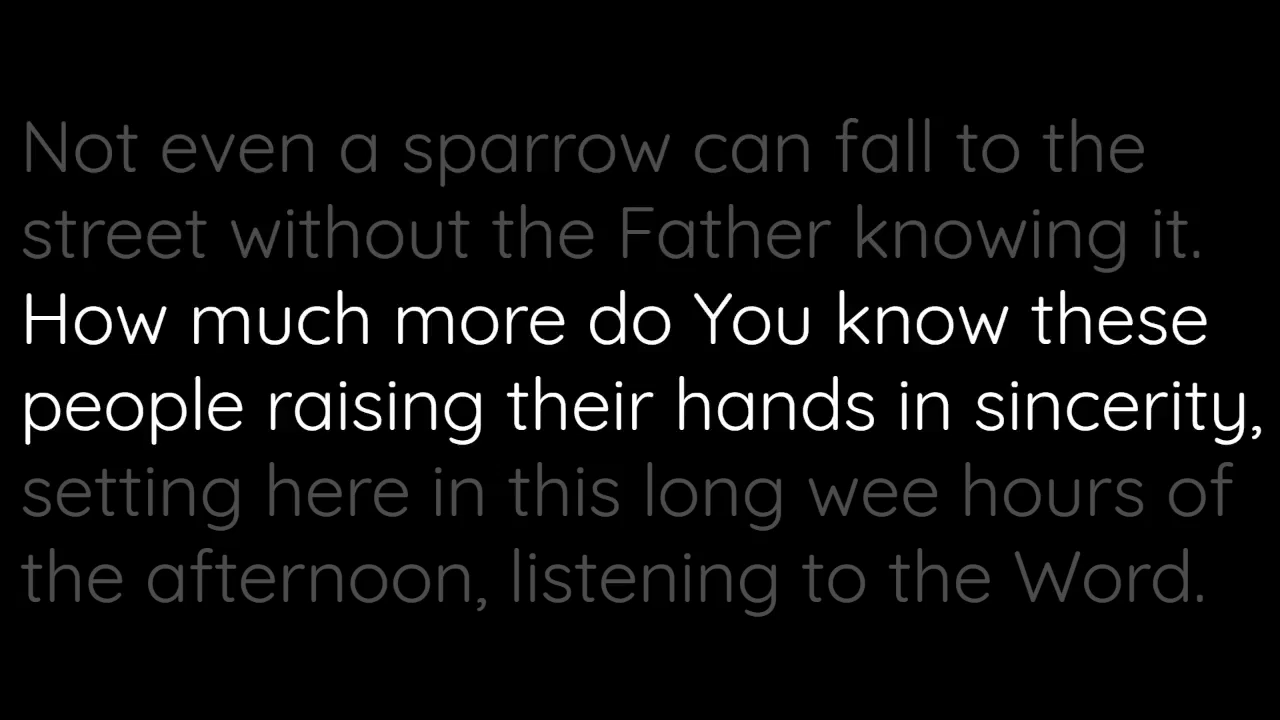 Not even a sparrow can fall to the
street without the Father knowing it.
How much more do You know these
people raising their hands in sincerity,
setting here in this long wee hours of
the afternoon, listening to the Word.